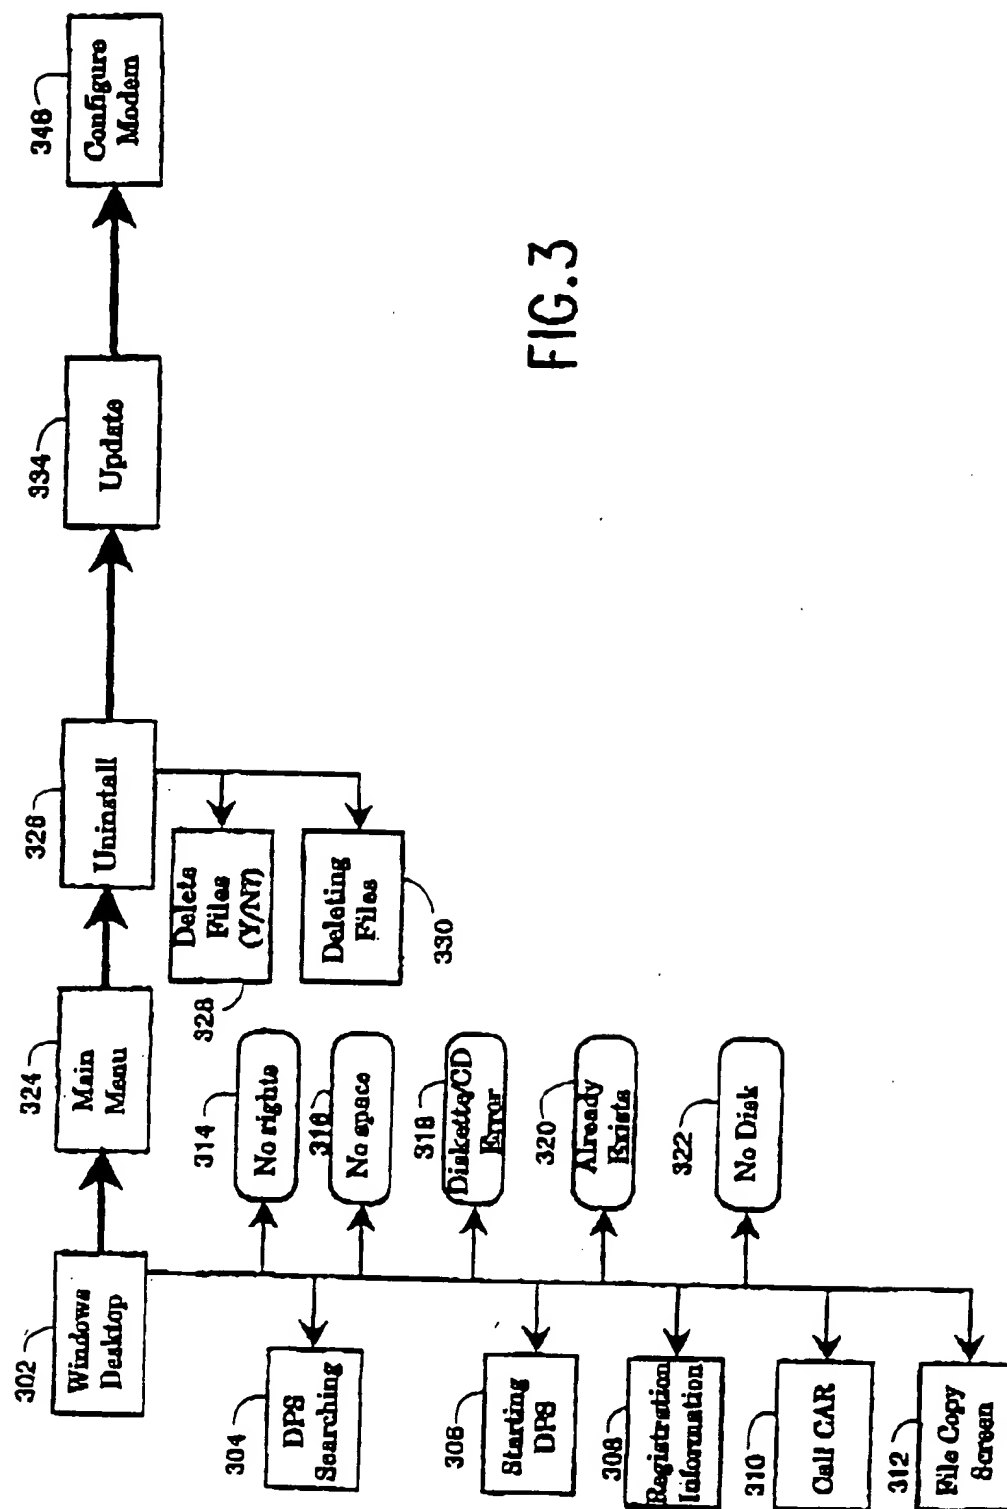 302
Windows
Desktop
324
Main
Menu
326
Uninstall
334
Update
346
Configure
Modem
304
DPS
Searching
314
No rights
316
No space
328
Delete
Files
(Y/N?)
Deleting
Files
330
306
Starting
DPS
318
Diskette/CD
Error
308
Registration
Information
320
Already
Exists
310
Call CAR
322
No Disk
312
File Copy
Screen
FIG.3